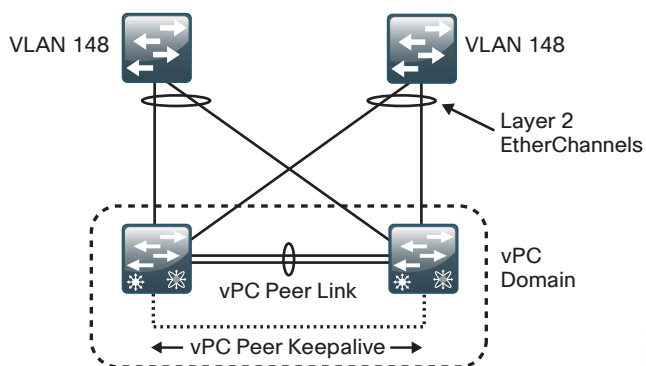 VLAN 148
VLAN 148
Layer 2
EtherChannels
vPC
Domain
vPC Peer Link
vPC Peer Keepalive